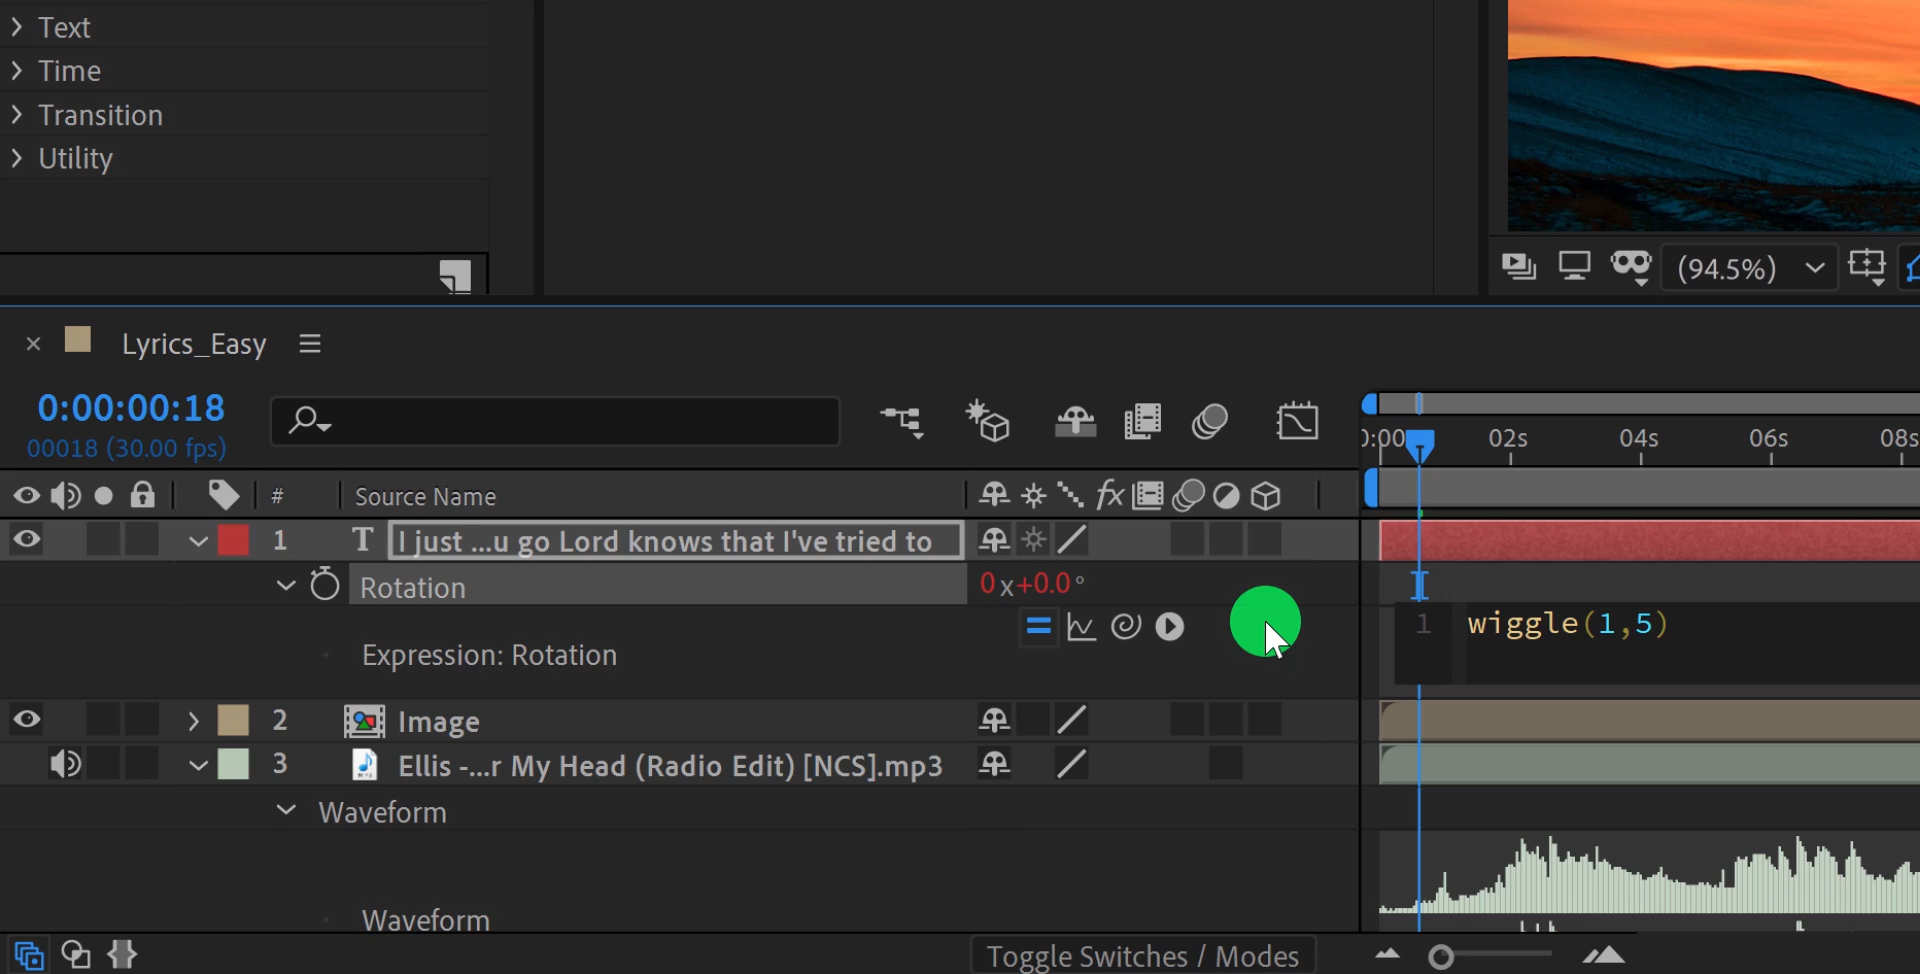 Text
Time
Transition
Utility
(94.5%)
Lyrics_Easy
0:00:00:18
00018 (30.00 fps)
:00 02s 04s 06s 08s
# Source Name
1 T I just ...u go Lord knows that I've tried to
Rotation 0x+0.0°
1 wiggle(1,5)
Expression: Rotation
2 Image
3 Ellis -...r My Head (Radio Edit) [NCS].mp3
Waveform
Waveform
Toggle Switches / Modes